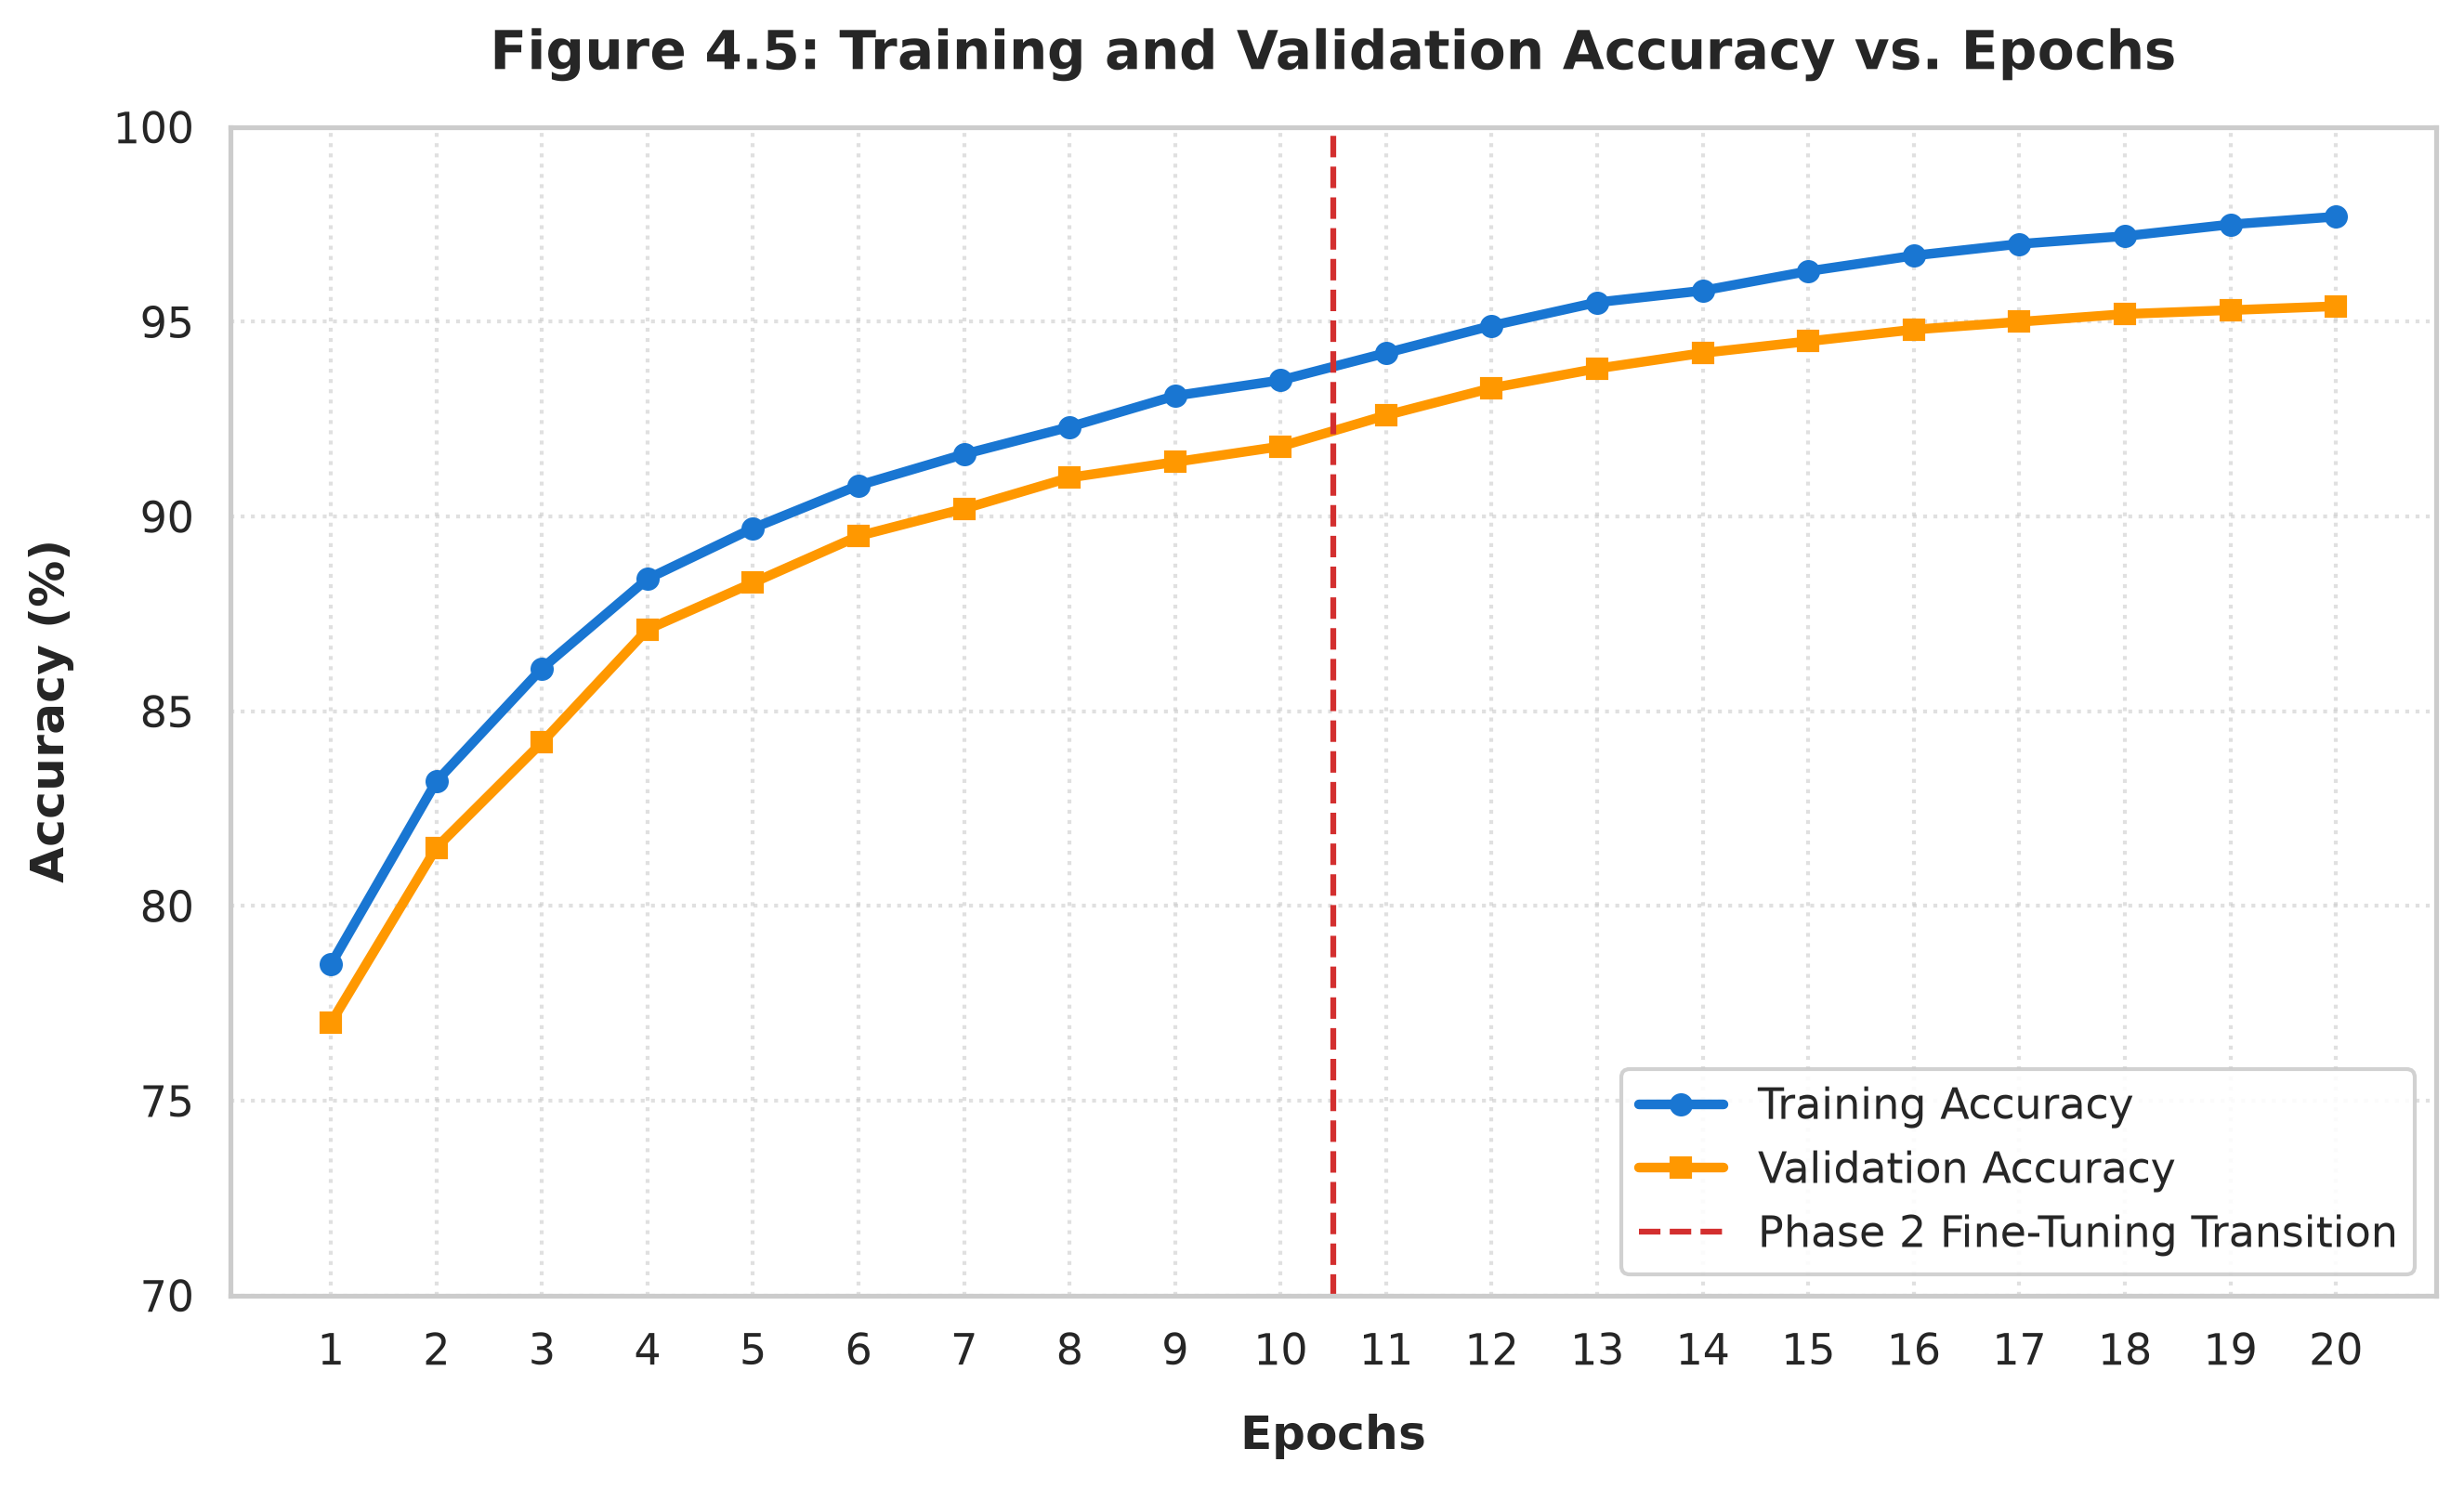 Figure 4.5: Training and Validation Accuracy vs. Epochs
100
95
90
85
80
75
70
Accuracy (%)
Training Accuracy
Validation Accuracy
Phase 2 Fine-Tuning Transition
1 2 3 4 5 6 7 8 9 10 11 12 13 14 15 16 17 18 19 20
Epochs